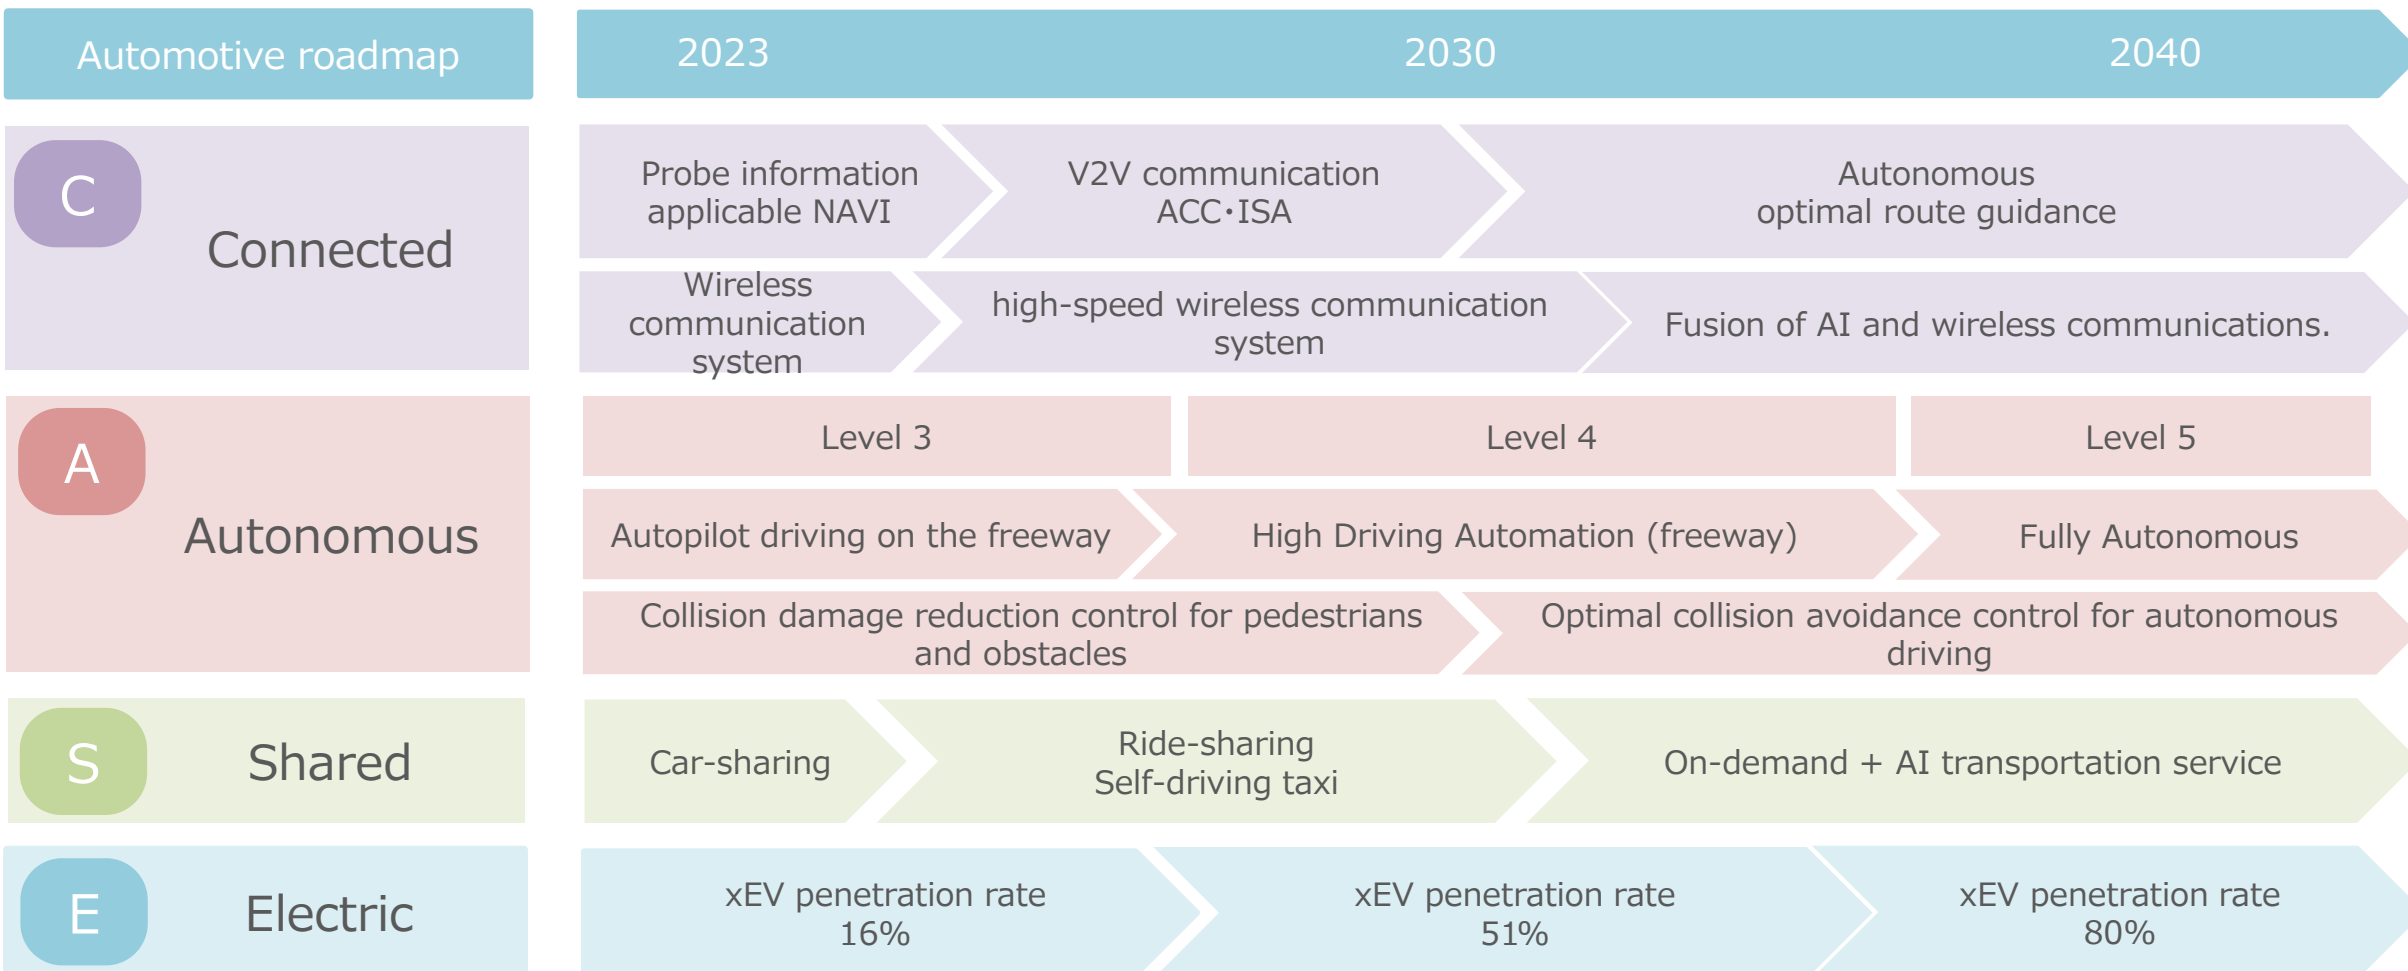 Automotive roadmap
2023
2030
2040
C
Connected
Probe information
applicable NAVI
V2V communication
ACC･ISA
Autonomous
optimal route guidance
Wireless
communication
system
high-speed wireless communication
system
Fusion of AI and wireless communications.
A
Autonomous
Level 3
Level 4
Level 5
Autopilot driving on the freeway
High Driving Automation (freeway)
Fully Autonomous
Collision damage reduction control for pedestrians
and obstacles
Optimal collision avoidance control for autonomous
driving
S
Shared
Car-sharing
Ride-sharing
Self-driving taxi
On-demand + AI transportation service
E
Electric
xEV penetration rate
16%
xEV penetration rate
51%
xEV penetration rate
80%